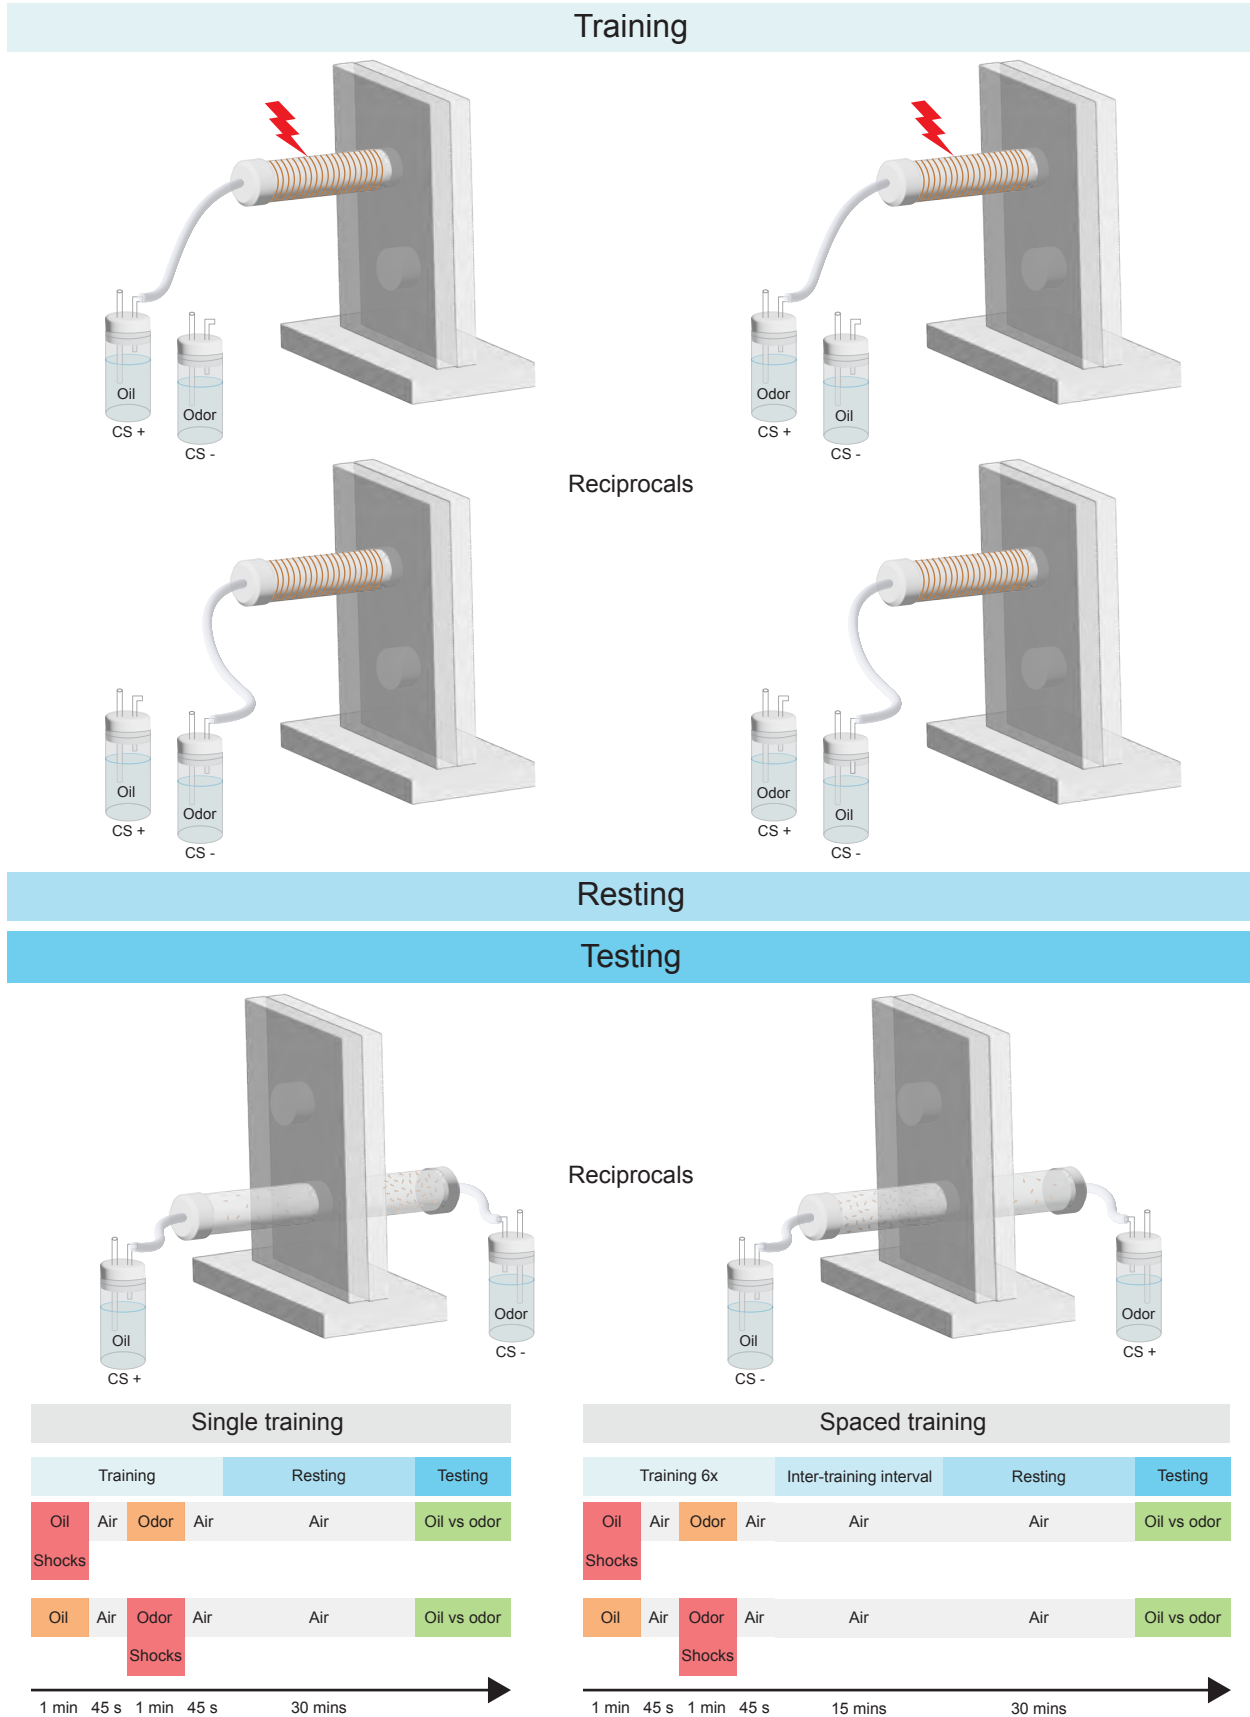 Training
Oil
CS +
Odor
CS -
Odor
CS +
Oil
CS -
Reciprocals
Oil
CS +
Odor
CS -
Odor
CS +
Oil
CS -
Resting
Testing
Reciprocals
Oil
CS +
Odor
CS -
Oil
CS -
Odor
CS +
Single training
Training Resting Testing
Oil Air Odor Air Air Oil vs odor
Shocks
Oil Air Odor Air Air Oil vs odor
Shocks
1 min 45 s 1 min 45 s 30 mins
Spaced training
Training 6x Inter-training interval Resting Testing
Oil Air Odor Air Air Air Oil vs odor
Shocks
Oil Air Odor Air Air Air Oil vs odor
Shocks
1 min 45 s 1 min 45 s 15 mins 30 mins